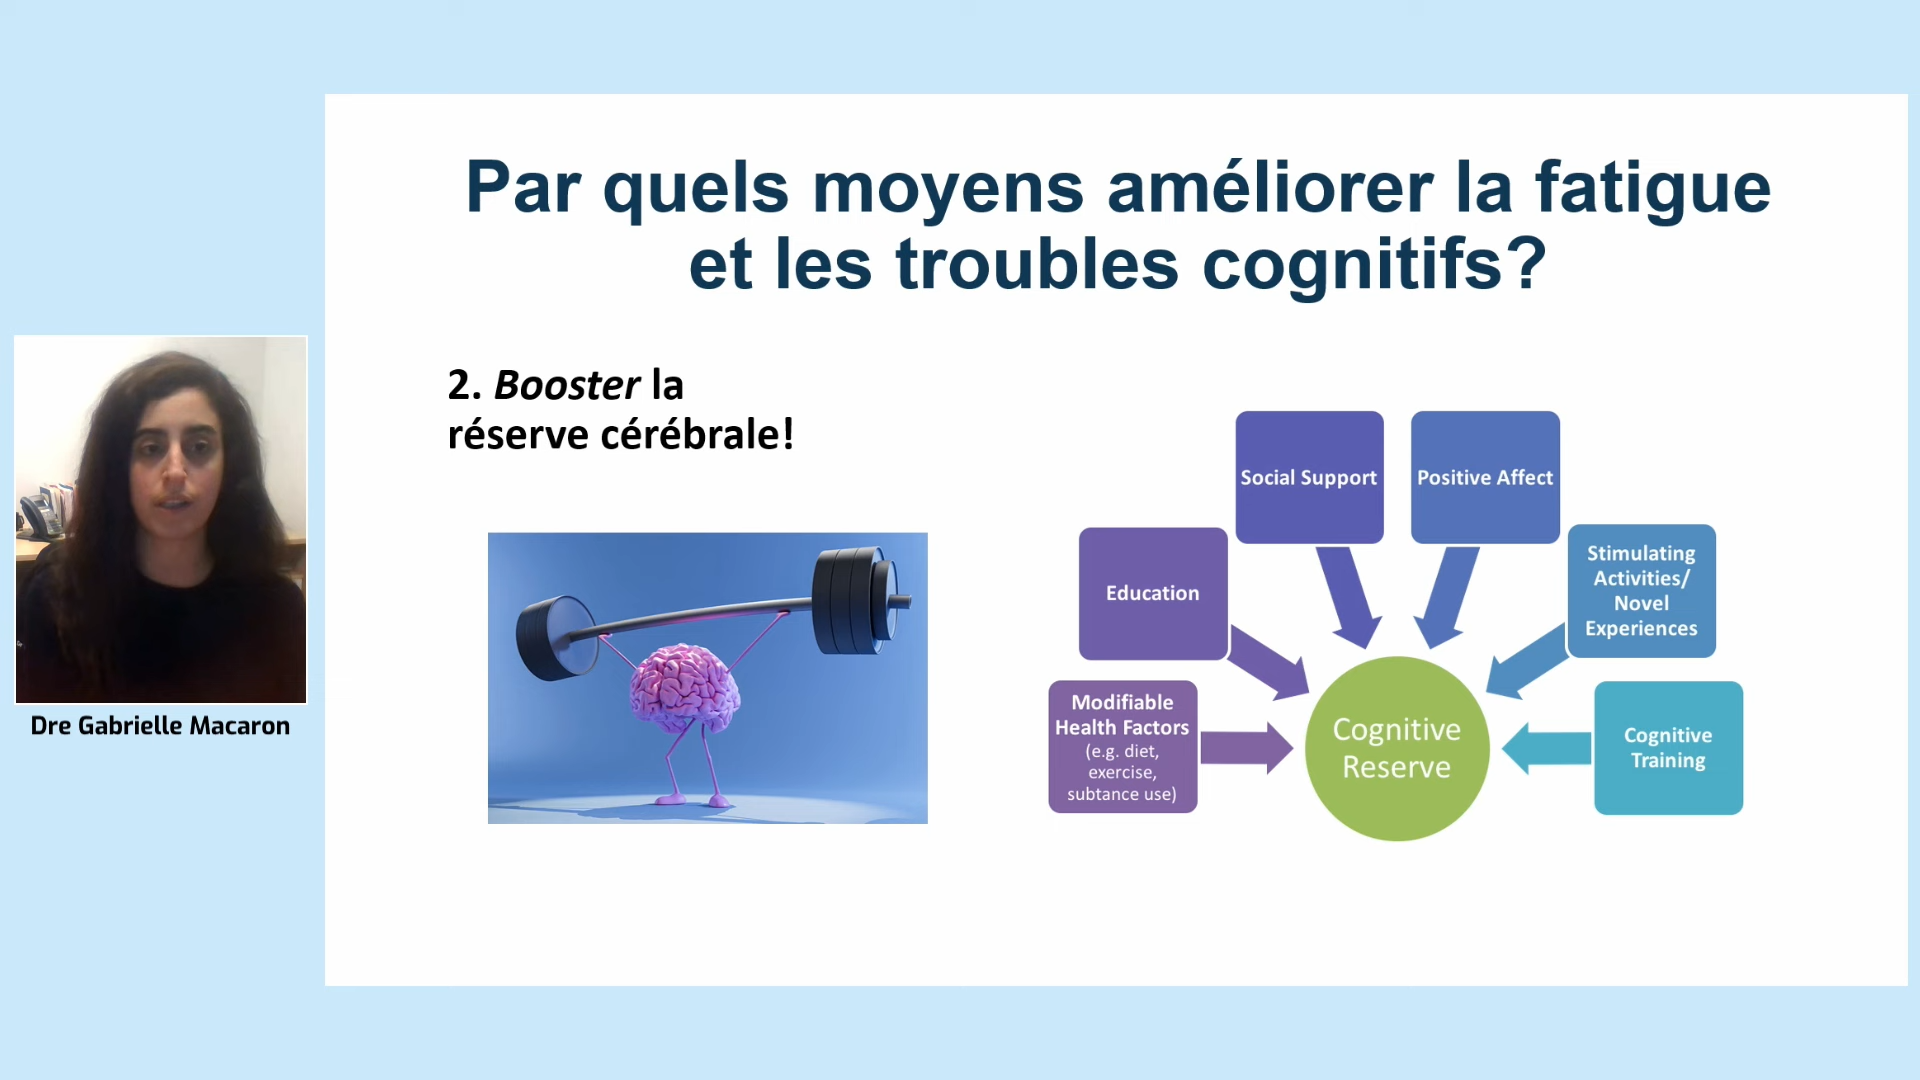 Par quels moyens améliorer la fatigue
et les troubles cognitifs?
2. Booster la
réserve cérébrale!
Social Support
Positive Affect
Education
Stimulating
Activities/
Novel
Experiences
Modifiable
Health Factors
(e.g. diet,
exercise,
subtance use)
Cognitive
Reserve
Cognitive
Training
Dre Gabrielle Macaron